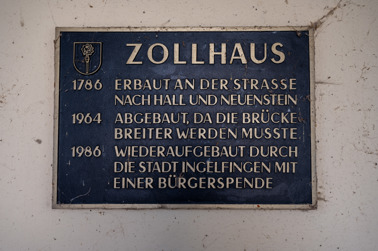 ZOLLHAUS
1786 ERBAUT AN DER STRASSE
NACH HALL UND NEUENSTEIN
1964 ABGEBAUT, DA DIE BRÜCKE
BREITER WERDEN MUSSTE
1986 WIEDERAUFGEBAUT DURCH
DIE STADT INGELFINGEN MIT
EINER BÜRGERSPENDE